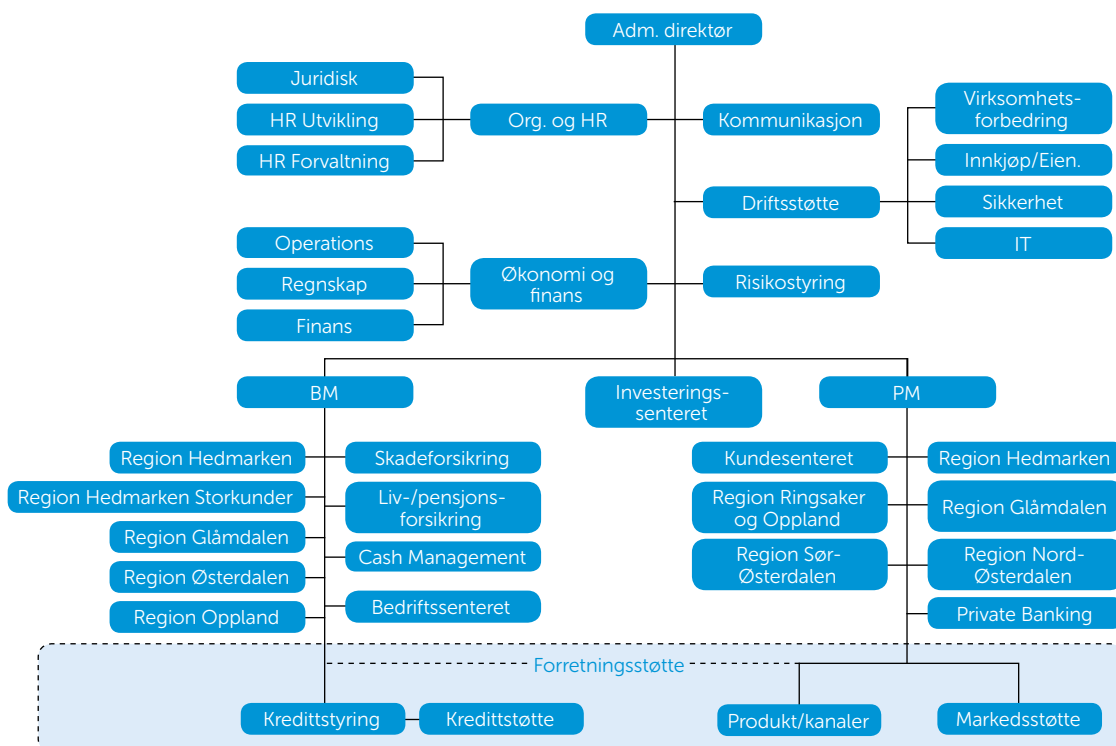 Adm. direktør
Juridisk
HR Utvikling
HR Forvaltning
Org. og HR
Kommunikasjon
Virksomhets-
forbedring
Innkjøp/Eien.
Driftsstøtte
Sikkerhet
IT
Operations
Regnskap
Finans
Økonomi og
finans
Risikostyring
BM
Investerings-
senteret
PM
Region Hedmarken
Skadeforsikring
Region Hedmarken Storkunder
Liv-/pensjons-
forsikring
Region Glåmdalen
Cash Management
Region Østerdalen
Bedriftssenteret
Region Oppland
Kundesenteret
Region Hedmarken
Region Ringsaker
og Oppland
Region Glåmdalen
Region Sør-
Østerdalen
Region Nord-
Østerdalen
Private Banking
Forretningsstøtte
Kredittstyring
Kredittstøtte
Produkt/kanaler
Markedsstøtte